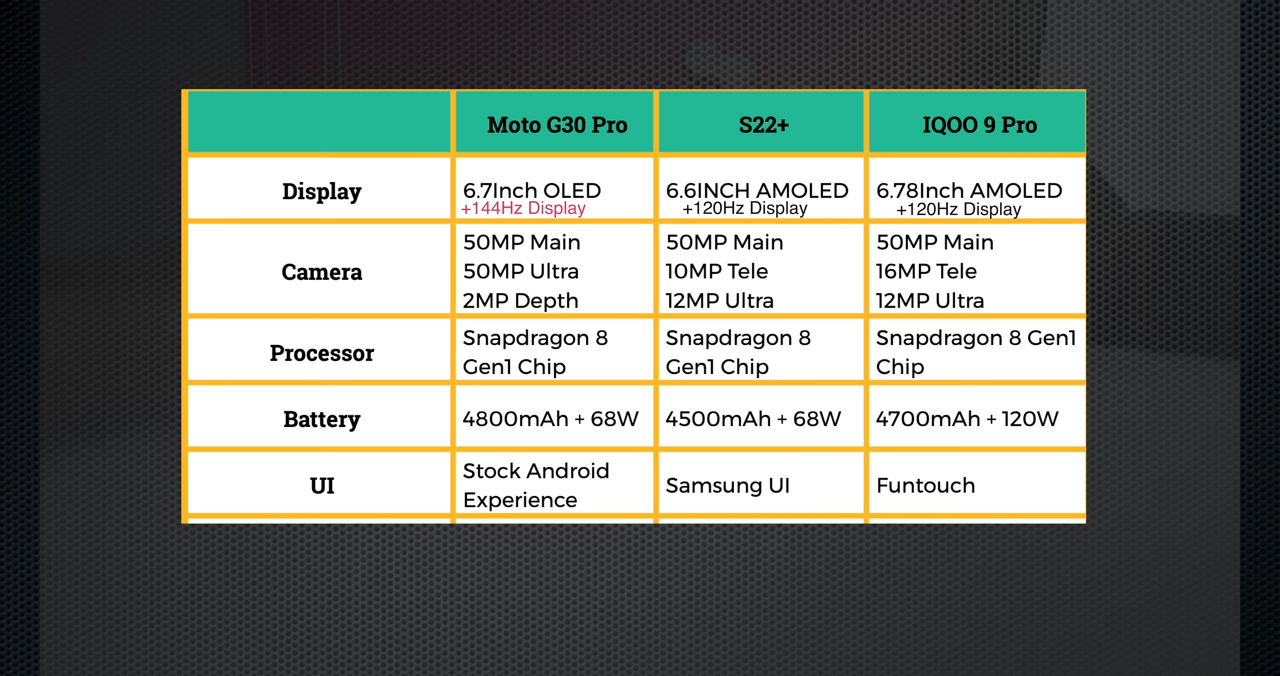 Moto G30 Pro S22+ IQOO 9 Pro
Display 6.7Inch OLED 6.6INCH AMOLED 6.78Inch AMOLED
+144Hz Display +120Hz Display +120Hz Display
Camera
50MP Main
50MP Ultra
2MP Depth
50MP Main
10MP Tele
12MP Ultra
50MP Main
16MP Tele
12MP Ultra
Processor
Snapdragon 8
Gen1 Chip
Snapdragon 8
Gen1 Chip
Snapdragon 8 Gen1
Chip
Battery 4800mAh + 68W 4500mAh + 68W 4700mAh + 120W
UI
Stock Android
Experience
Samsung UI
Funtouch